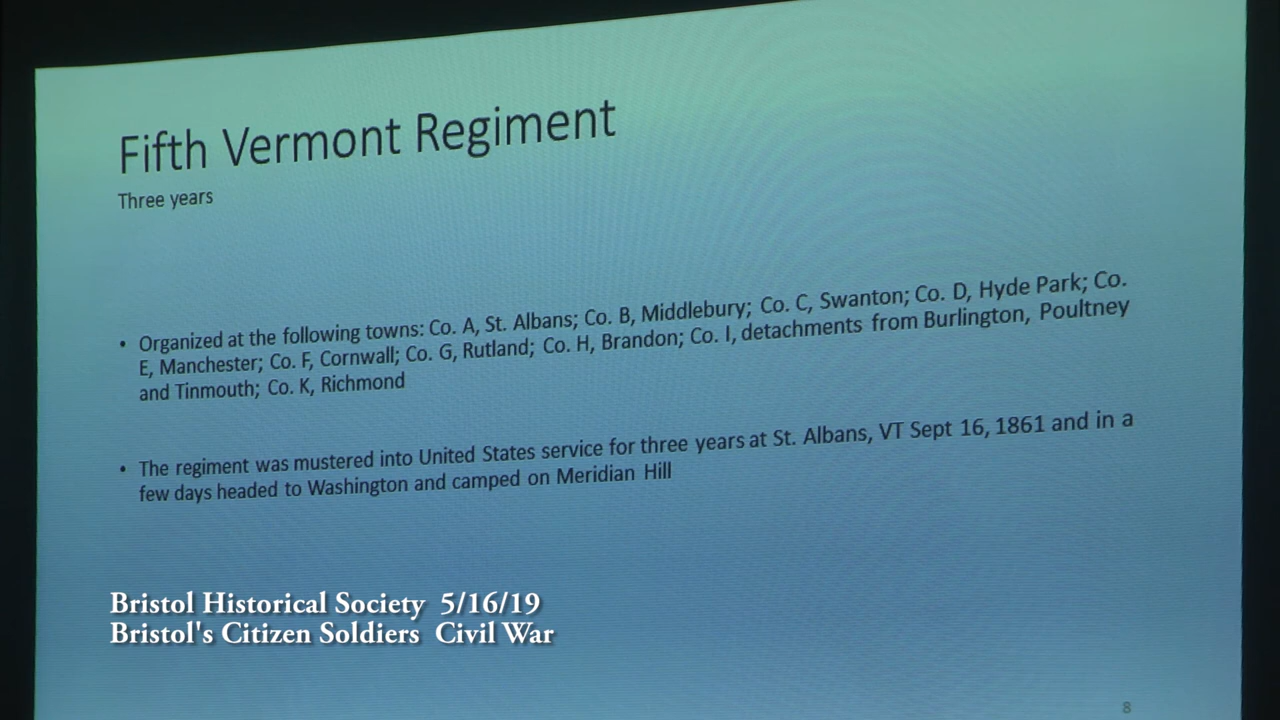 Fifth Vermont Regiment
Three years
• Organized at the following towns: Co. A, St. Albans; Co. B, Middlebury; Co. C, Swanton; Co. D, Hyde Park; Co.
E, Manchester; Co. F, Cornwall; Co. G, Rutland; Co. H, Brandon; Co. I, detachments from Burlington, Poultney
and Tinmouth; Co. K, Richmond
• The regiment was mustered into United States service for three years at St. Albans, VT Sept 16, 1861 and in a
few days headed to Washington and camped on Meridian Hill
Bristol Historical Society 5/16/19
Bristol's Citizen Soldiers Civil War
8